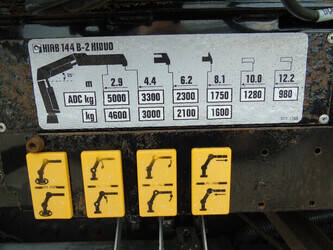 HIAB 144 B-2 HIDUO
15°
m 2.9 4.4 6.2 8.1 10.0 12.2
ADC kg 5000 3300 2300 1750 1280 980
kg 4600 3000 2100 1600